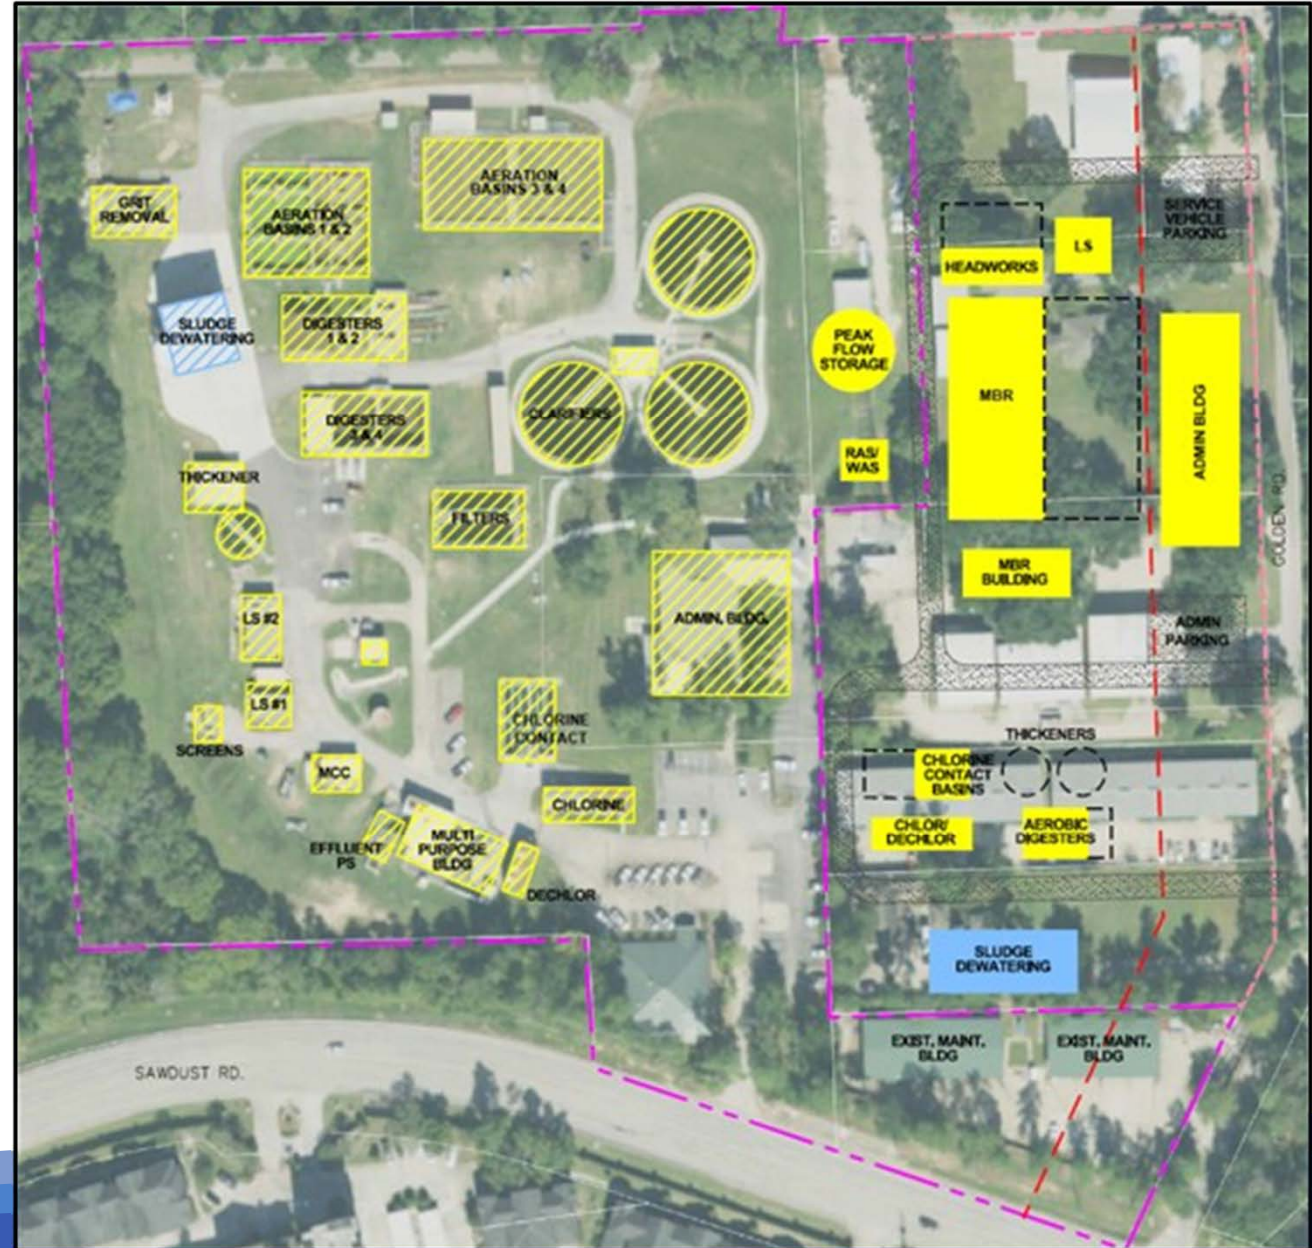 GRIT
REMOVAL
AERATION
BASINS 1 & 2
AERATION
BASINS 3 & 4
SLUDGE
DEWATERING
DIGESTERS
1 & 2
DIGESTERS
3 & 4
CLARIFIERS
THICKENER
FILTERS
LS #2
LS #1
SCREENS
MCC
ADMIN. BLDG.
CHLORINE
CONTACT
CHLORINE
EFFLUENT
PS
MULTI
PURPOSE
BLDG
DECHLOR
PEAK
FLOW
STORAGE
RAS/
WAS
HEADWORKS
LS
SERVICE
VEHICLE
PARKING
MBR
ADMIN BLDG
GOLDEN RD.
MBR
BUILDING
ADMIN
PARKING
THICKENERS
CHLORINE
CONTACT
BASINS
CHLOR/
DECHLOR
AEROBIC
DIGESTERS
SLUDGE
DEWATERING
EXIST. MAINT.
BLDG
EXIST. MAINT.
BLDG
SAWDUST RD.